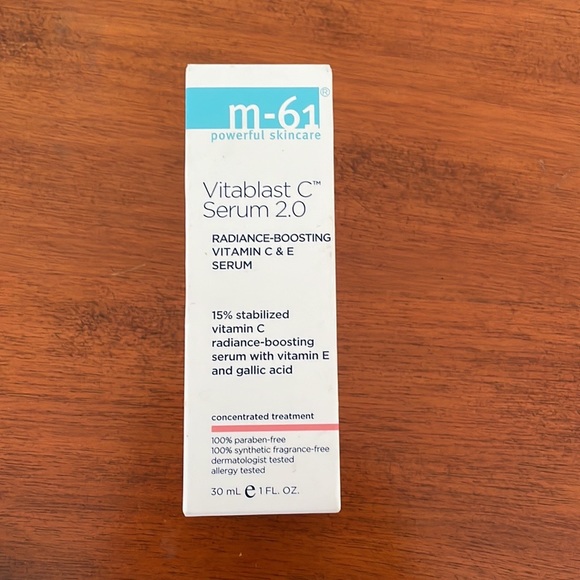 m-61®
powerful skincare
Vitablast C™
Serum 2.0
RADIANCE-BOOSTING
VITAMIN C & E
SERUM
15% stabilized
vitamin C
radiance-boosting
serum with vitamin E
and gallic acid
concentrated treatment
100% paraben-free
100% synthetic fragrance-free
dermatologist tested
allergy tested
30 mL ℮ 1 FL. OZ.